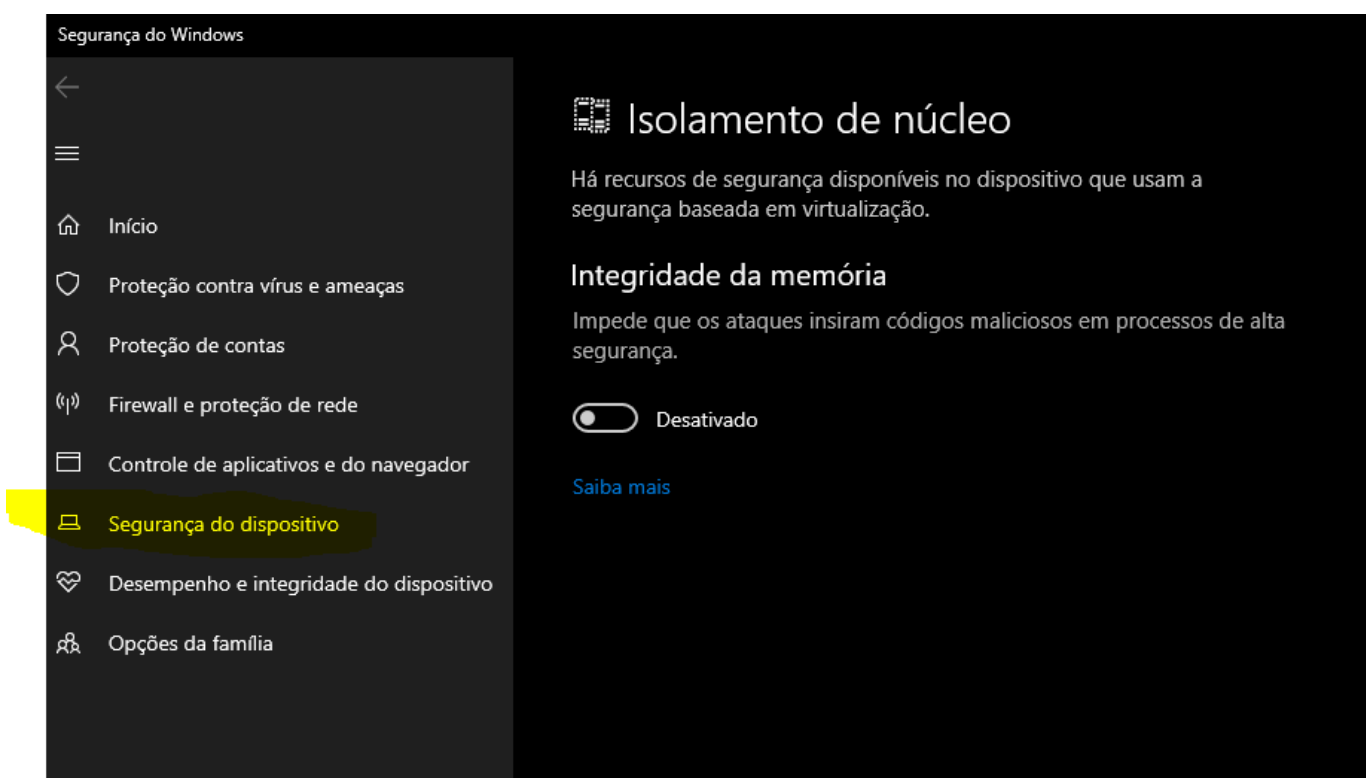 Segurança do Windows
Início
Proteção contra vírus e ameaças
Proteção de contas
Firewall e proteção de rede
Controle de aplicativos e do navegador
Segurança do dispositivo
Desempenho e integridade do dispositivo
Opções da família
Isolamento de núcleo
Há recursos de segurança disponíveis no dispositivo que usam a
segurança baseada em virtualização.
Integridade da memória
Impede que os ataques insiram códigos maliciosos em processos de alta
segurança.
Desativado
Saiba mais